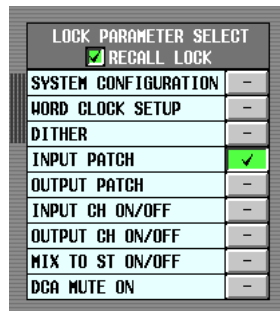 LOCK PARAMETER SELECT
RECALL LOCK
SYSTEM CONFIGURATION –
WORD CLOCK SETUP –
DITHER –
INPUT PATCH ✓
OUTPUT PATCH –
INPUT CH ON/OFF –
OUTPUT CH ON/OFF –
MIX TO ST ON/OFF –
DCA MUTE ON –